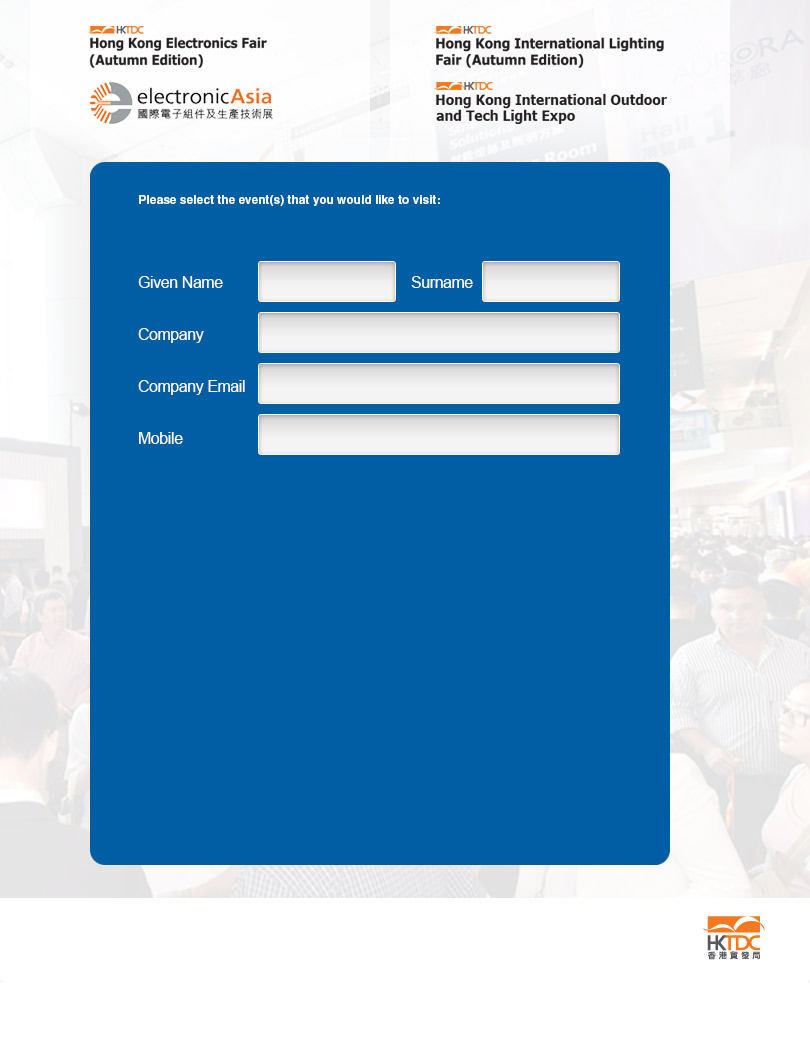 HKTDC
Hong Kong Electronics Fair
(Autumn Edition)
electronicAsia
國際電子組件及生產技術展
HKTDC
Hong Kong International Lighting
Fair (Autumn Edition)
HKTDC
Hong Kong International Outdoor
and Tech Light Expo
Hall 1
Room
Please select the event(s) that you would like to visit:
Given Name
Surname
Company
Company Email
Mobile
HKTDC
香港貿發局